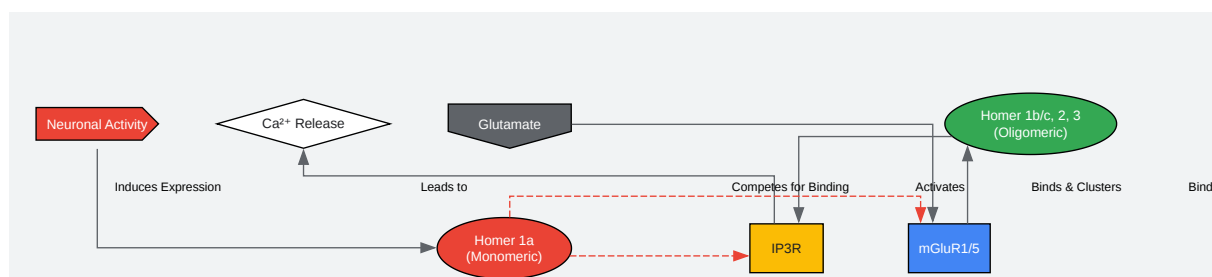 Neuronal Activity
Ca²⁺ Release
Glutamate
Homer 1b/c, 2, 3
(Oligomeric)
Induces Expression
Leads to
Competes for Binding
Activates
Binds & Clusters
Bind
Homer 1a
(Monomeric)
IP3R
mGluR1/5